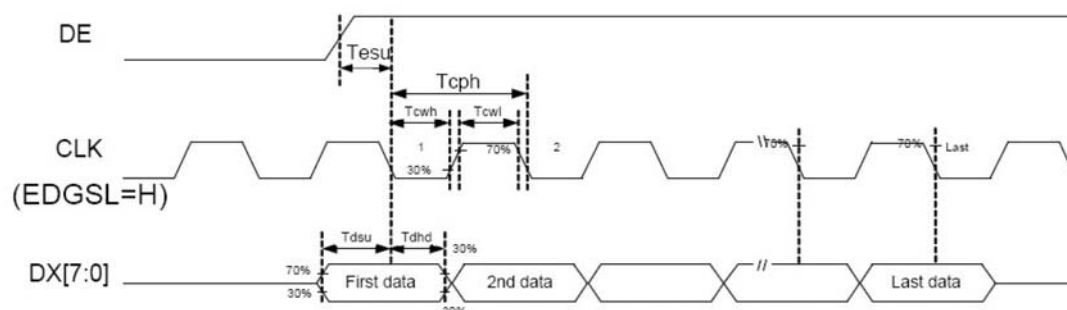 DE
Tesu
Tcph
Tcwh
Tcwl
CLK
1
70%
2
\\
70%
70%
Last
30%
(EDGSL=H)
Tdsu
Tdhd
30%
DX[7:0]
70%
First data
2nd data
//
Last data
30%